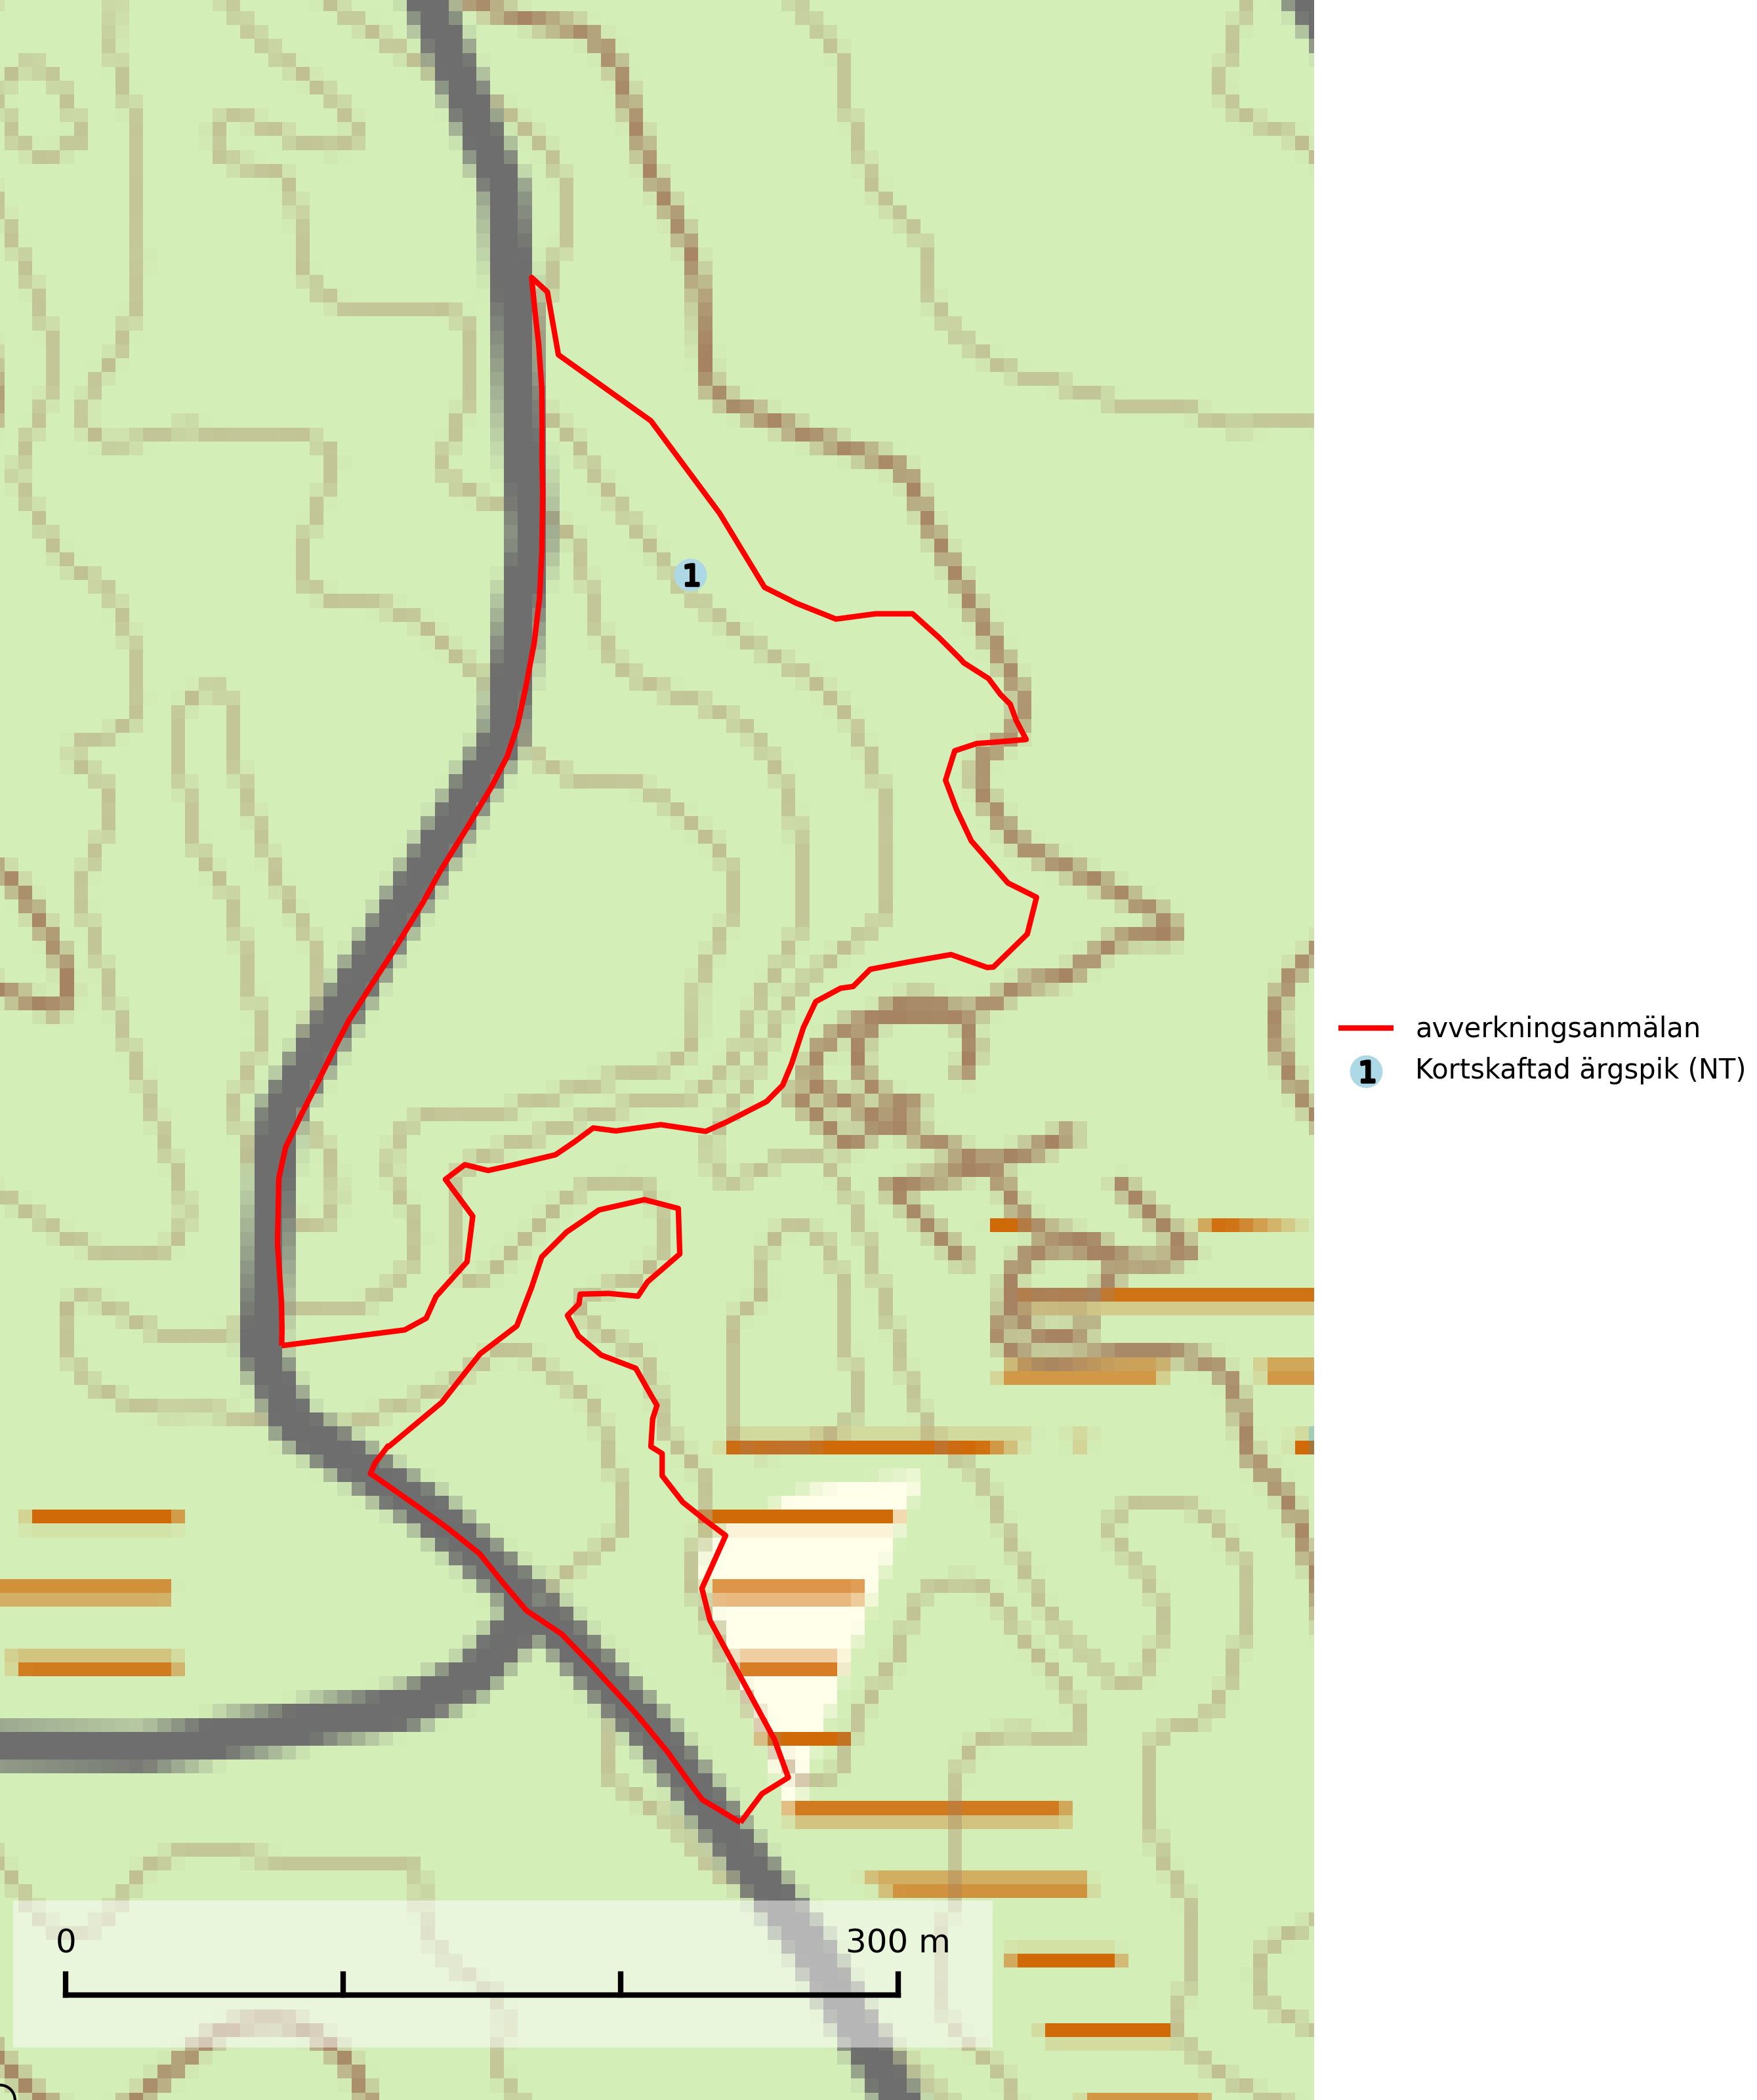 1
avverkningsanmälan
1 Kortskaftad ärgspik (NT)
0 300 m